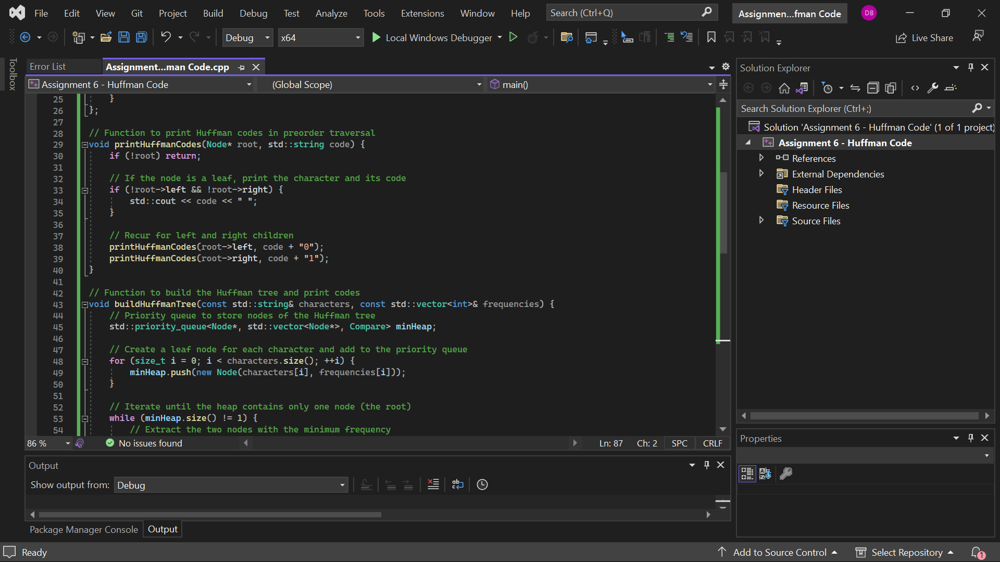 File Edit View Git Project Build Debug Test Analyze Tools Extensions Window Help Search (Ctrl+Q) Assignmen...fman Code DB
Debug x64 Local Windows Debugger Live Share
Toolbox
Error List Assignment...man Code.cpp
Assignment 6 - Huffman Code (Global Scope) main()
25 }
26 };
27
28 // Function to print Huffman codes in preorder traversal
29 void printHuffmanCodes(Node* root, std::string code) {
30 if (!root) return;
31
32 // If the node is a leaf, print the character and its code
33 if (!root->left && !root->right) {
34 std::cout << code << " ";
35 }
36
37 // Recur for left and right children
38 printHuffmanCodes(root->left, code + "0");
39 printHuffmanCodes(root->right, code + "1");
40 }
41
42 // Function to build the Huffman tree and print codes
43 void buildHuffmanTree(const std::string& characters, const std::vector<int>& frequencies) {
44 // Priority queue to store nodes of the Huffman tree
45 std::priority_queue<Node*, std::vector<Node*>, Compare> minHeap;
46
47 // Create a leaf node for each character and add to the priority queue
48 for (size_t i = 0; i < characters.size(); ++i) {
49 minHeap.push(new Node(characters[i], frequencies[i]));
50 }
51
52 // Iterate until the heap contains only one node (the root)
53 while (minHeap.size() != 1) {
54 // Extract the two nodes with the minimum frequency
86 % No issues found Ln: 87 Ch: 2 SPC CRLF
Output
Show output from: Debug
Package Manager Console Output
Solution Explorer
Search Solution Explorer (Ctrl+;)
Solution 'Assignment 6 - Huffman Code' (1 of 1 project)
Assignment 6 - Huffman Code
References
External Dependencies
Header Files
Resource Files
Source Files
Properties
Ready Add to Source Control Select Repository 1